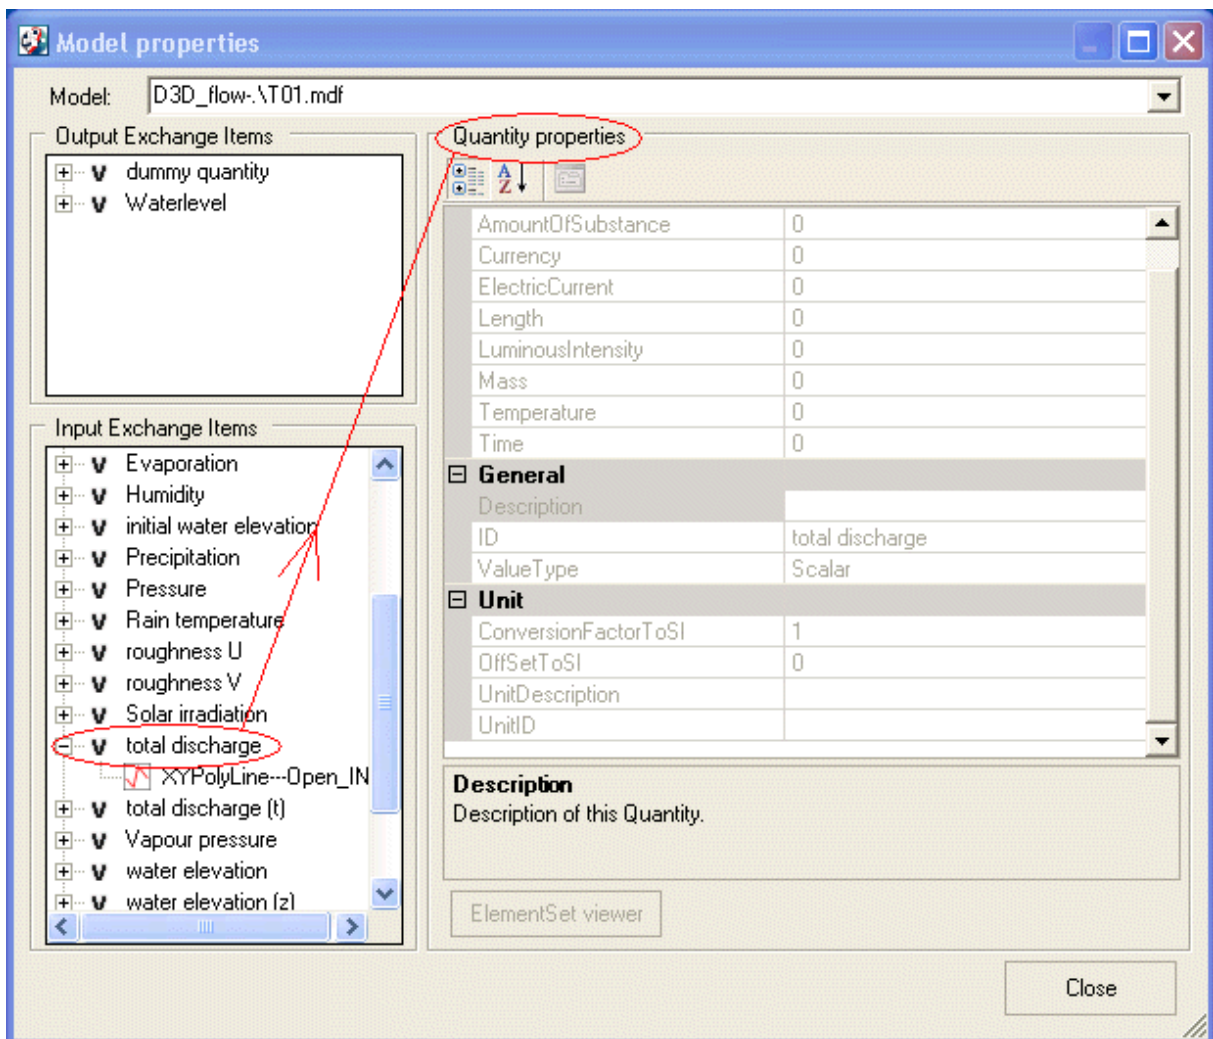 Model properties
Model: D3D_flow-.\T01.mdf
Output Exchange Items
dummy quantity
Waterlevel
Input Exchange Items
Evaporation
Humidity
initial water elevation
Precipitation
Pressure
Rain temperature
roughness U
roughness V
Solar irradiation
total discharge
XYPolyLine---Open_IN
total discharge (t)
Vapour pressure
water elevation
water elevation (z)
Quantity properties
AmountOfSubstance 0
Currency 0
ElectricCurrent 0
Length 0
LuminousIntensity 0
Mass 0
Temperature 0
Time 0
General
Description
ID total discharge
ValueType Scalar
Unit
ConversionFactorToSI 1
OffSetToSI 0
UnitDescription
UnitID
Description
Description of this Quantity.
ElementSet viewer
Close